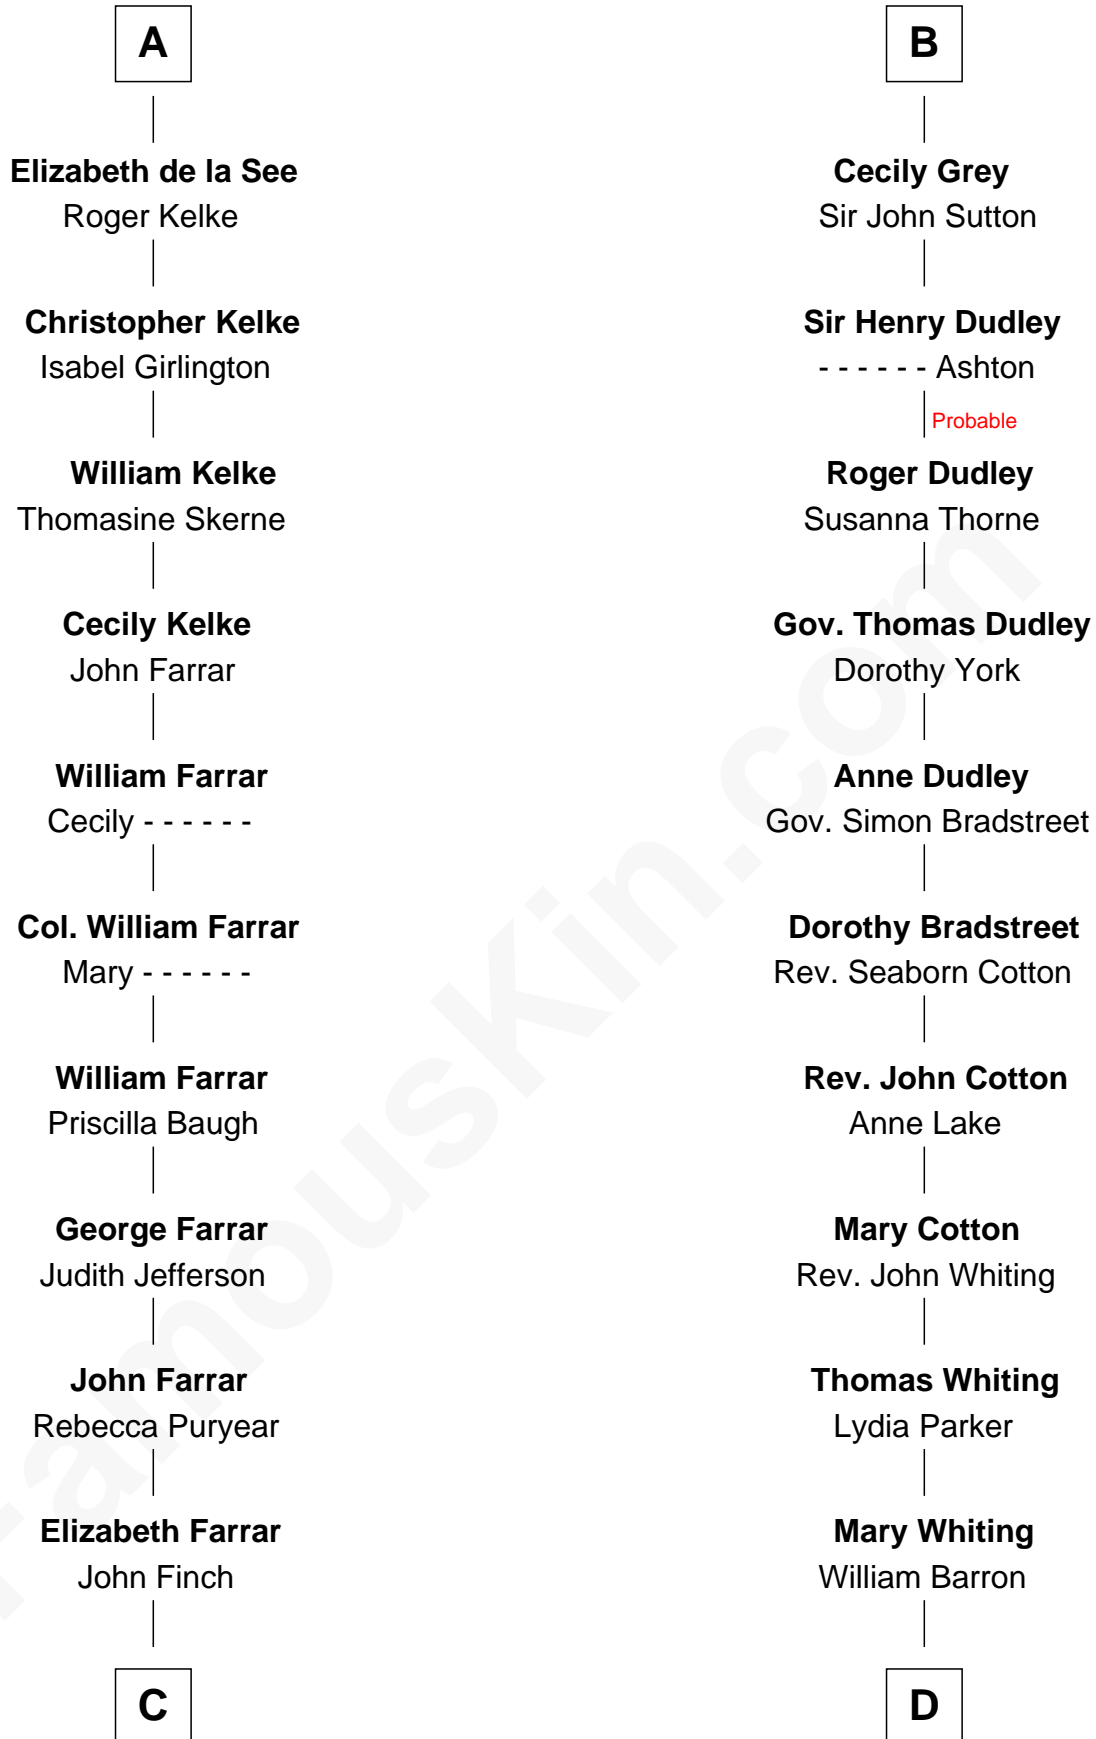 A
Elizabeth de la See
Roger Kelke
Christopher Kelke
Isabel Girlington
William Kelke
Thomasine Skerne
Cecily Kelke
John Farrar
William Farrar
Cecily - - - - - -
Col. William Farrar
Mary - - - - - -
William Farrar
Priscilla Baugh
George Farrar
Judith Jefferson
John Farrar
Rebecca Puryear
Elizabeth Farrar
John Finch
C
B
Cecily Grey
Sir John Sutton
Sir Henry Dudley
- - - - - - Ashton
Probable
Roger Dudley
Susanna Thorne
Gov. Thomas Dudley
Dorothy York
Anne Dudley
Gov. Simon Bradstreet
Dorothy Bradstreet
Rev. Seaborn Cotton
Rev. John Cotton
Anne Lake
Mary Cotton
Rev. John Whiting
Thomas Whiting
Lydia Parker
Mary Whiting
William Barron
D
FamousKin.com